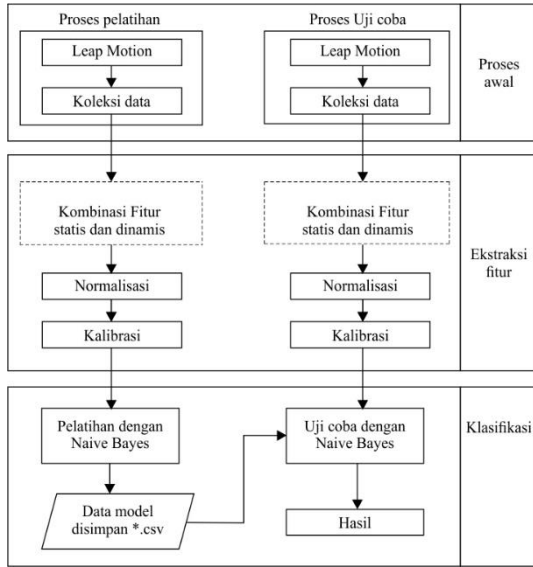 Proses pelatihan
Leap Motion
Koleksi data
Proses Uji coba
Leap Motion
Koleksi data
Proses
awal
Kombinasi Fitur
statis dan dinamis
Normalisasi
Kalibrasi
Kombinasi Fitur
statis dan dinamis
Normalisasi
Kalibrasi
Ekstraksi
fitur
Pelatihan dengan
Naive Bayes
Data model
disimpan *.csv
Uji coba dengan
Naive Bayes
Hasil
Klasifikasi